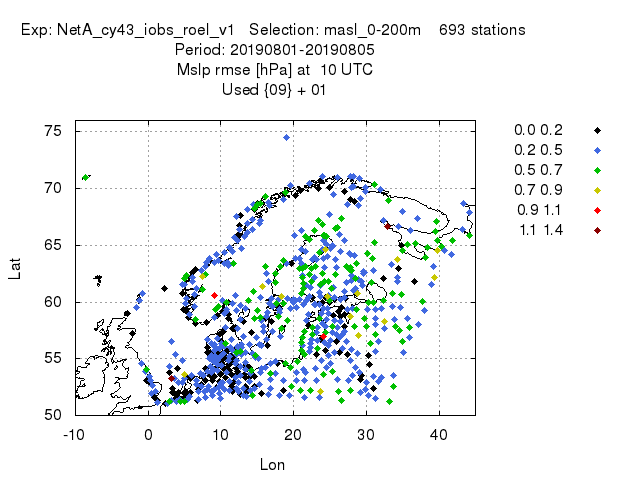 Exp: NetA_cy43_iobs_roel_v1 Selection: masl_0-200m 693 stations
Period: 20190801-20190805
Mslp rmse [hPa] at 10 UTC
Used {09} + 01
75
70
65
60
55
50
-10 0 10 20 30 40
Lat
Lon
0.0 0.2
0.2 0.5
0.5 0.7
0.7 0.9
0.9 1.1
1.1 1.4